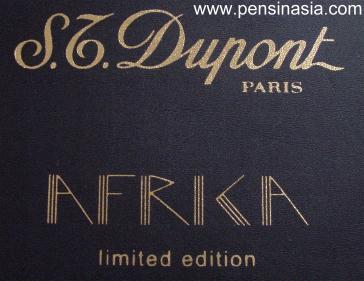 www.pensinasia.com
S.T. Dupont
PARIS
AFRIKA
limited edition